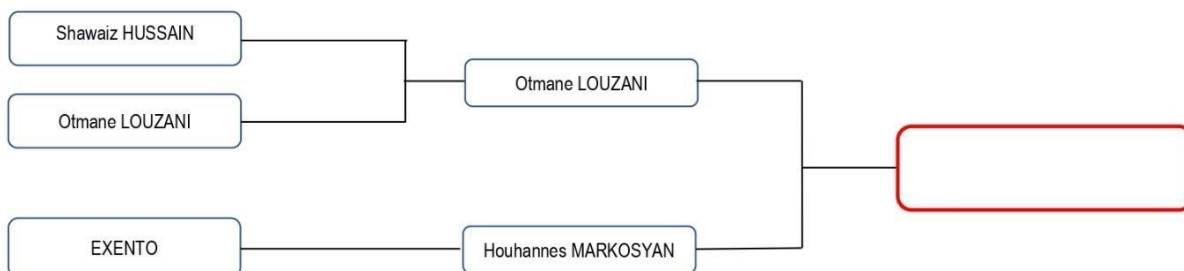 Shawaiz HUSSAIN
Otmane LOUZANI
Otmane LOUZANI
EXENTO
Houhannes MARKOSYAN